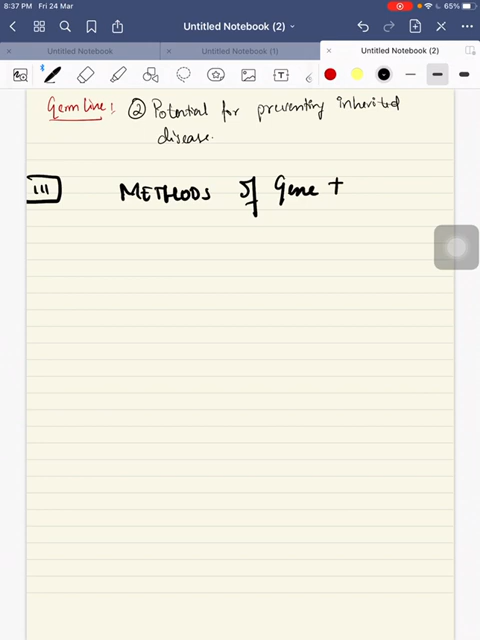 8:37 PM Fri 24 Mar 65%
Untitled Notebook (2)
Untitled Notebook Untitled Notebook (1) Untitled Notebook (2)
Germ line: ② Potential for preventing inherited
disease.
III METHODS of Gene t